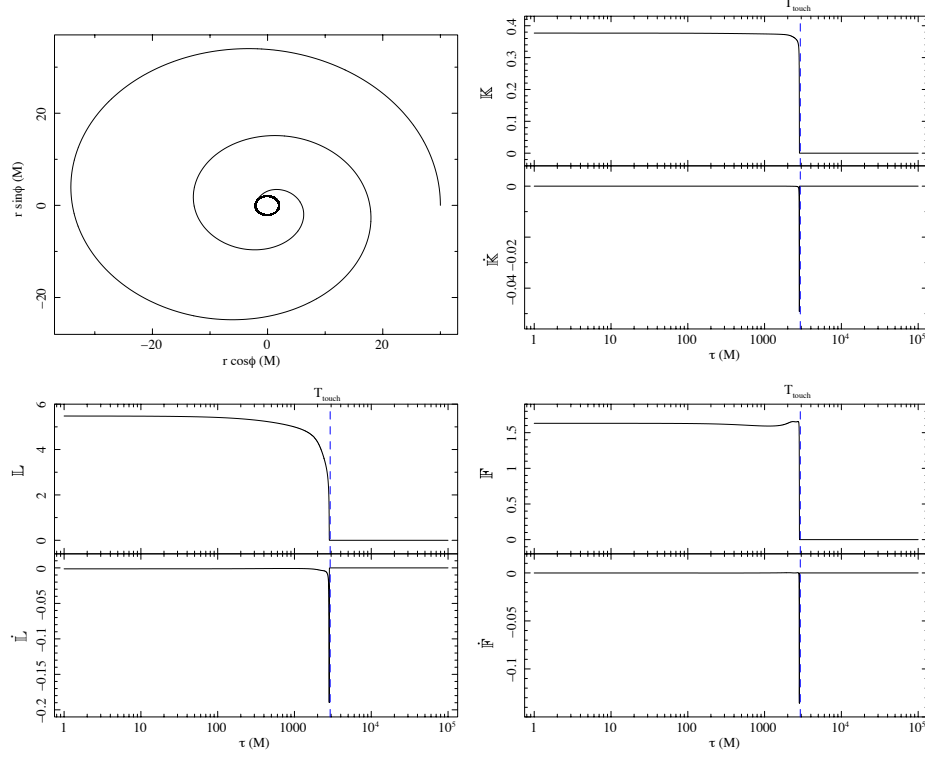 20
0
−20
r sinϕ (M)
−20 0 20
r cosϕ (M)
T touch
0.4
0.3
0.2
0.1
0
𝕂
0
−0.02
−0.04
𝕂̇
1 10 100 1000 10⁴ 10⁵
τ (M)
T touch
6
4
2
0
𝕃
0
−0.05
−0.1
−0.15
−0.2
𝕃̇
1 10 100 1000 10⁴ 10⁵
τ (M)
T touch
1.5
1
0.5
0
𝔽
0
−0.05
−0.1
𝔽̇
1 10 100 1000 10⁴ 10⁵
τ (M)